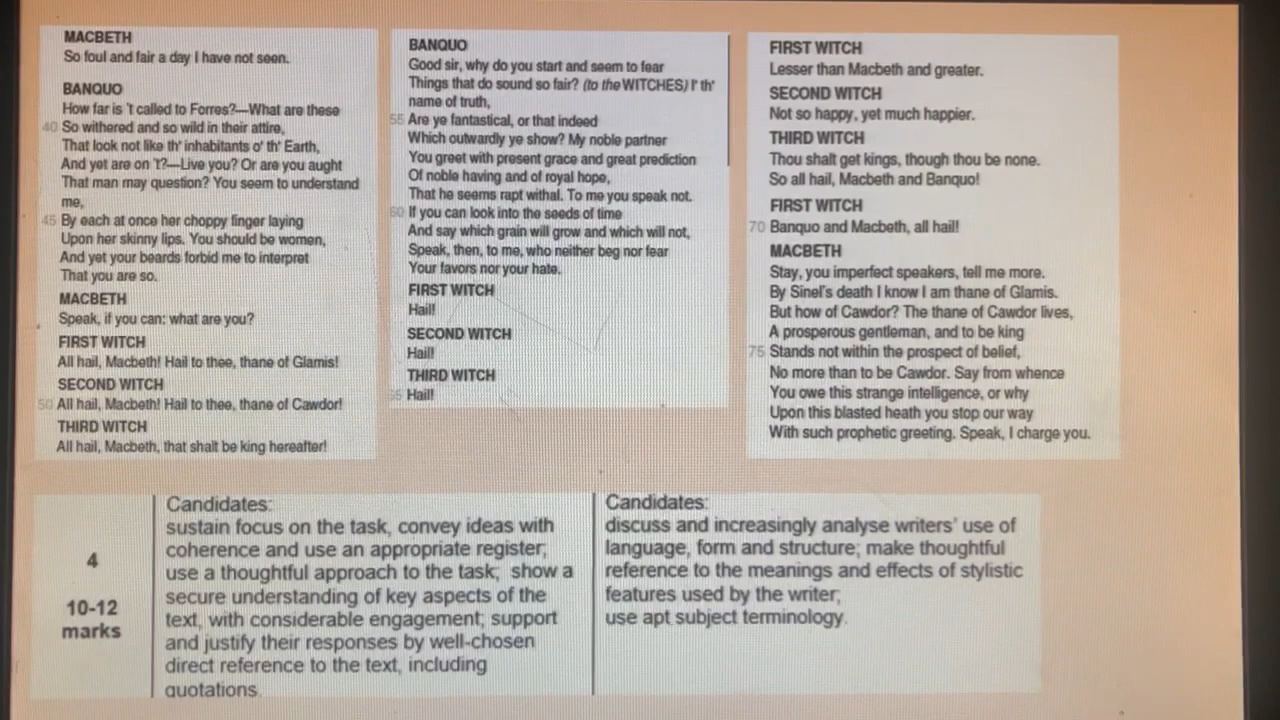 MACBETH
So foul and fair a day I have not seen.
BANQUO
How far is 't called to Forres?—What are these
40 So withered and so wild in their attire,
That look not like th' inhabitants o' th' Earth,
And yet are on 't?—Live you? Or are you aught
That man may question? You seem to understand
me,
45 By each at once her choppy finger laying
Upon her skinny lips. You should be women,
And yet your beards forbid me to interpret
That you are so.
MACBETH
Speak, if you can: what are you?
FIRST WITCH
All hail, Macbeth! Hail to thee, thane of Glamis!
SECOND WITCH
50 All hail, Macbeth! Hail to thee, thane of Cawdor!
THIRD WITCH
All hail, Macbeth, that shalt be king hereafter!
BANQUO
Good sir, why do you start and seem to fear
Things that do sound so fair? (to the WITCHES) I' th'
name of truth,
55 Are ye fantastical, or that indeed
Which outwardly ye show? My noble partner
You greet with present grace and great prediction
Of noble having and of royal hope,
That he seems rapt withal. To me you speak not.
60 If you can look into the seeds of time
And say which grain will grow and which will not,
Speak, then, to me, who neither beg nor fear
Your favors nor your hate.
FIRST WITCH
Hail!
SECOND WITCH
Hail!
THIRD WITCH
Hail!
FIRST WITCH
Lesser than Macbeth and greater.
SECOND WITCH
Not so happy, yet much happier.
THIRD WITCH
Thou shalt get kings, though thou be none.
So all hail, Macbeth and Banquo!
FIRST WITCH
70 Banquo and Macbeth, all hail!
MACBETH
Stay, you imperfect speakers, tell me more.
By Sinel's death I know I am thane of Glamis.
But how of Cawdor? The thane of Cawdor lives,
A prosperous gentleman, and to be king
75 Stands not within the prospect of belief,
No more than to be Cawdor. Say from whence
You owe this strange intelligence, or why
Upon this blasted heath you stop our way
With such prophetic greeting. Speak, I charge you.
4
10-12
marks
Candidates:
sustain focus on the task, convey ideas with
coherence and use an appropriate register;
use a thoughtful approach to the task; show a
secure understanding of key aspects of the
text, with considerable engagement; support
and justify their responses by well-chosen
direct reference to the text, including
quotations.
Candidates:
discuss and increasingly analyse writers' use of
language, form and structure; make thoughtful
reference to the meanings and effects of stylistic
features used by the writer;
use apt subject terminology.